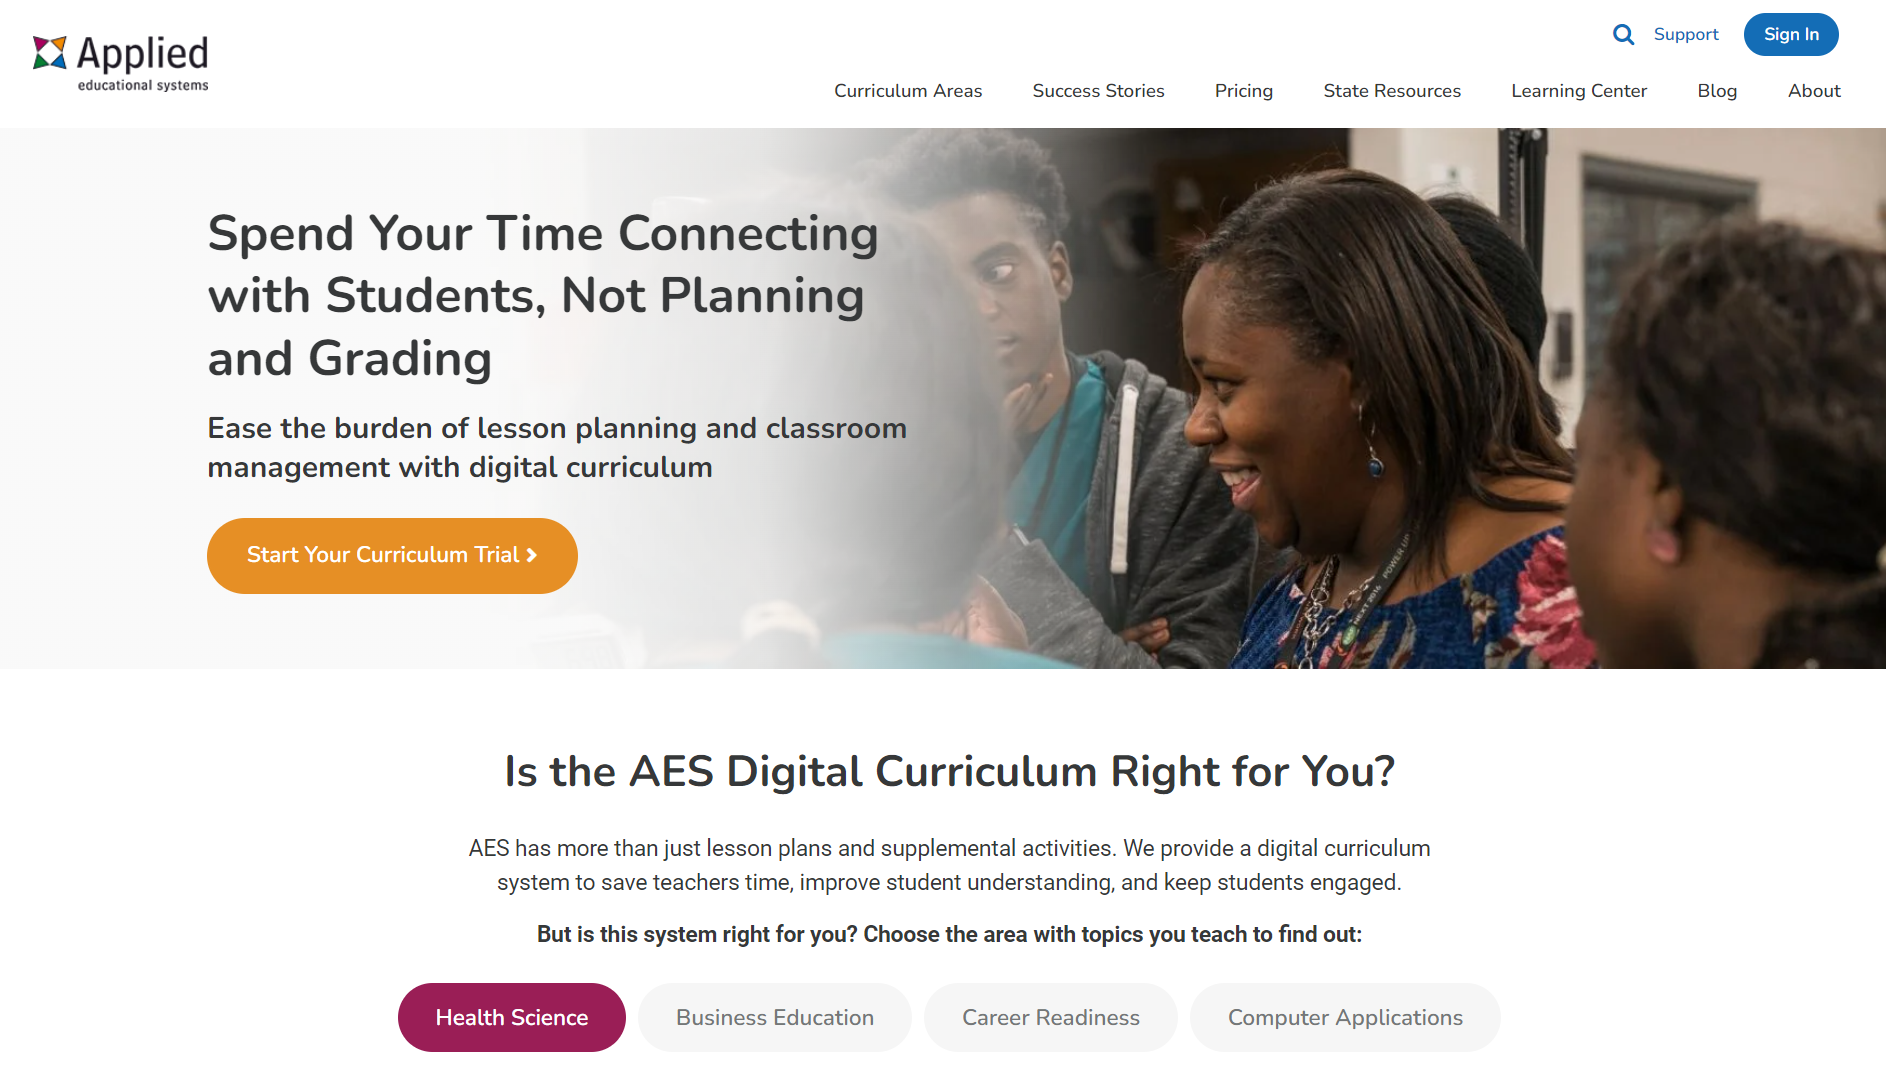 Applied
educational systems
Support
Sign In
Curriculum Areas
Success Stories
Pricing
State Resources
Learning Center
Blog
About
Spend Your Time Connecting
with Students, Not Planning
and Grading
Ease the burden of lesson planning and classroom
management with digital curriculum
Start Your Curriculum Trial
NEXT 2016 POWER UP
Is the AES Digital Curriculum Right for You?
AES has more than just lesson plans and supplemental activities. We provide a digital curriculum
system to save teachers time, improve student understanding, and keep students engaged.
But is this system right for you? Choose the area with topics you teach to find out:
Health Science
Business Education
Career Readiness
Computer Applications